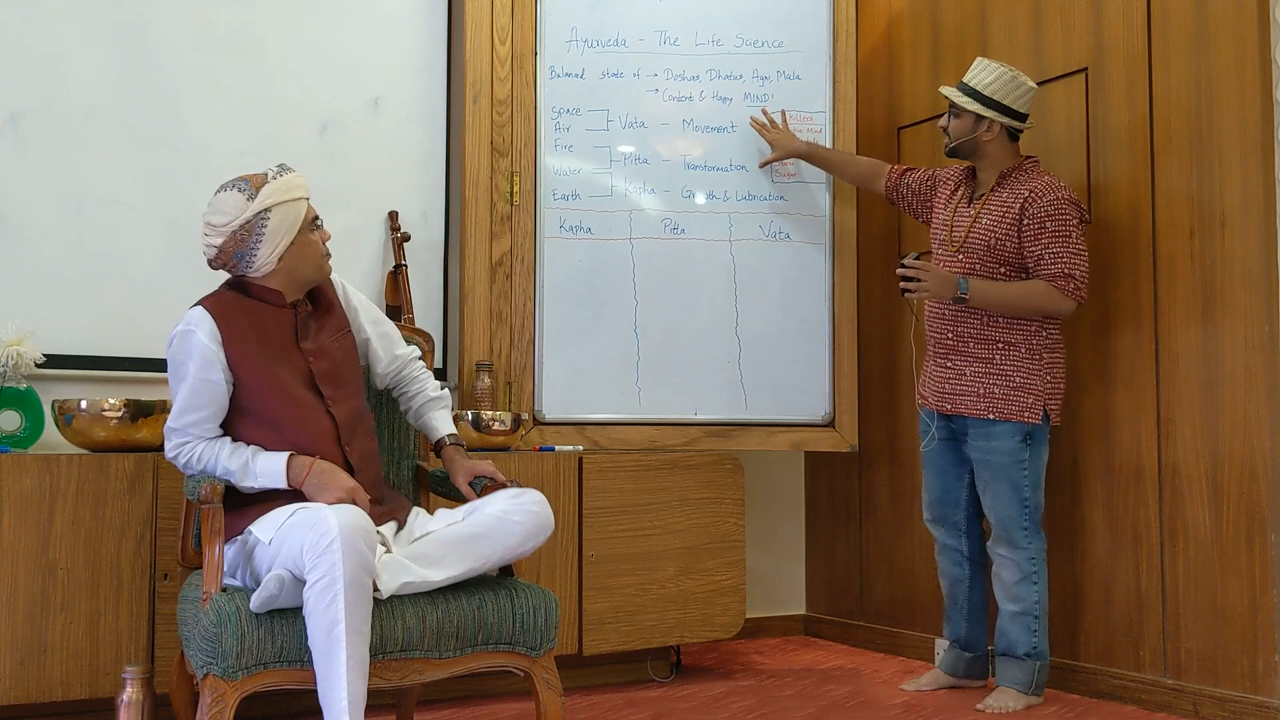 Ayurveda - The Life Science
Balanced state of → Doshas, Dhatus, Agni, Mala
→ Content & Happy MIND!
Space
Air
Vata - Movement
Killers
Mind
Fire
Water
Pitta - Transformation
Sugar
Earth
Kapha - Growth & Lubrication
Kapha Pitta Vata